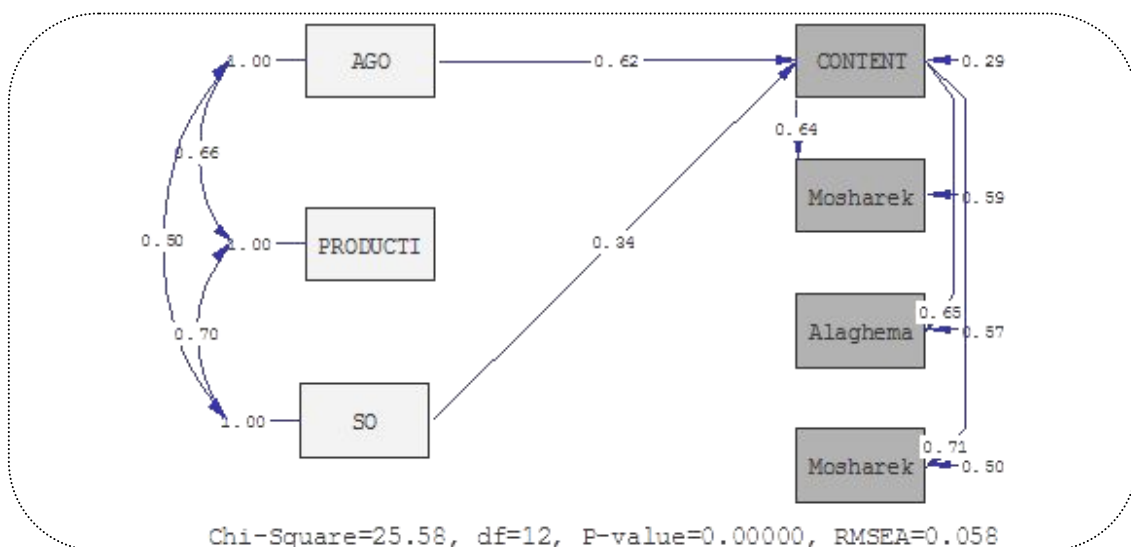 1.00 AGO 0.62 CONTENT 0.29
0.64
0.66
Mosharek 0.59
0.50 1.00 PRODUCTI 0.34
0.65
0.70 Alaghema 0.57
1.00 SO
0.71
Mosharek 0.50
Chi-Square=25.58, df=12, P-value=0.00000, RMSEA=0.058